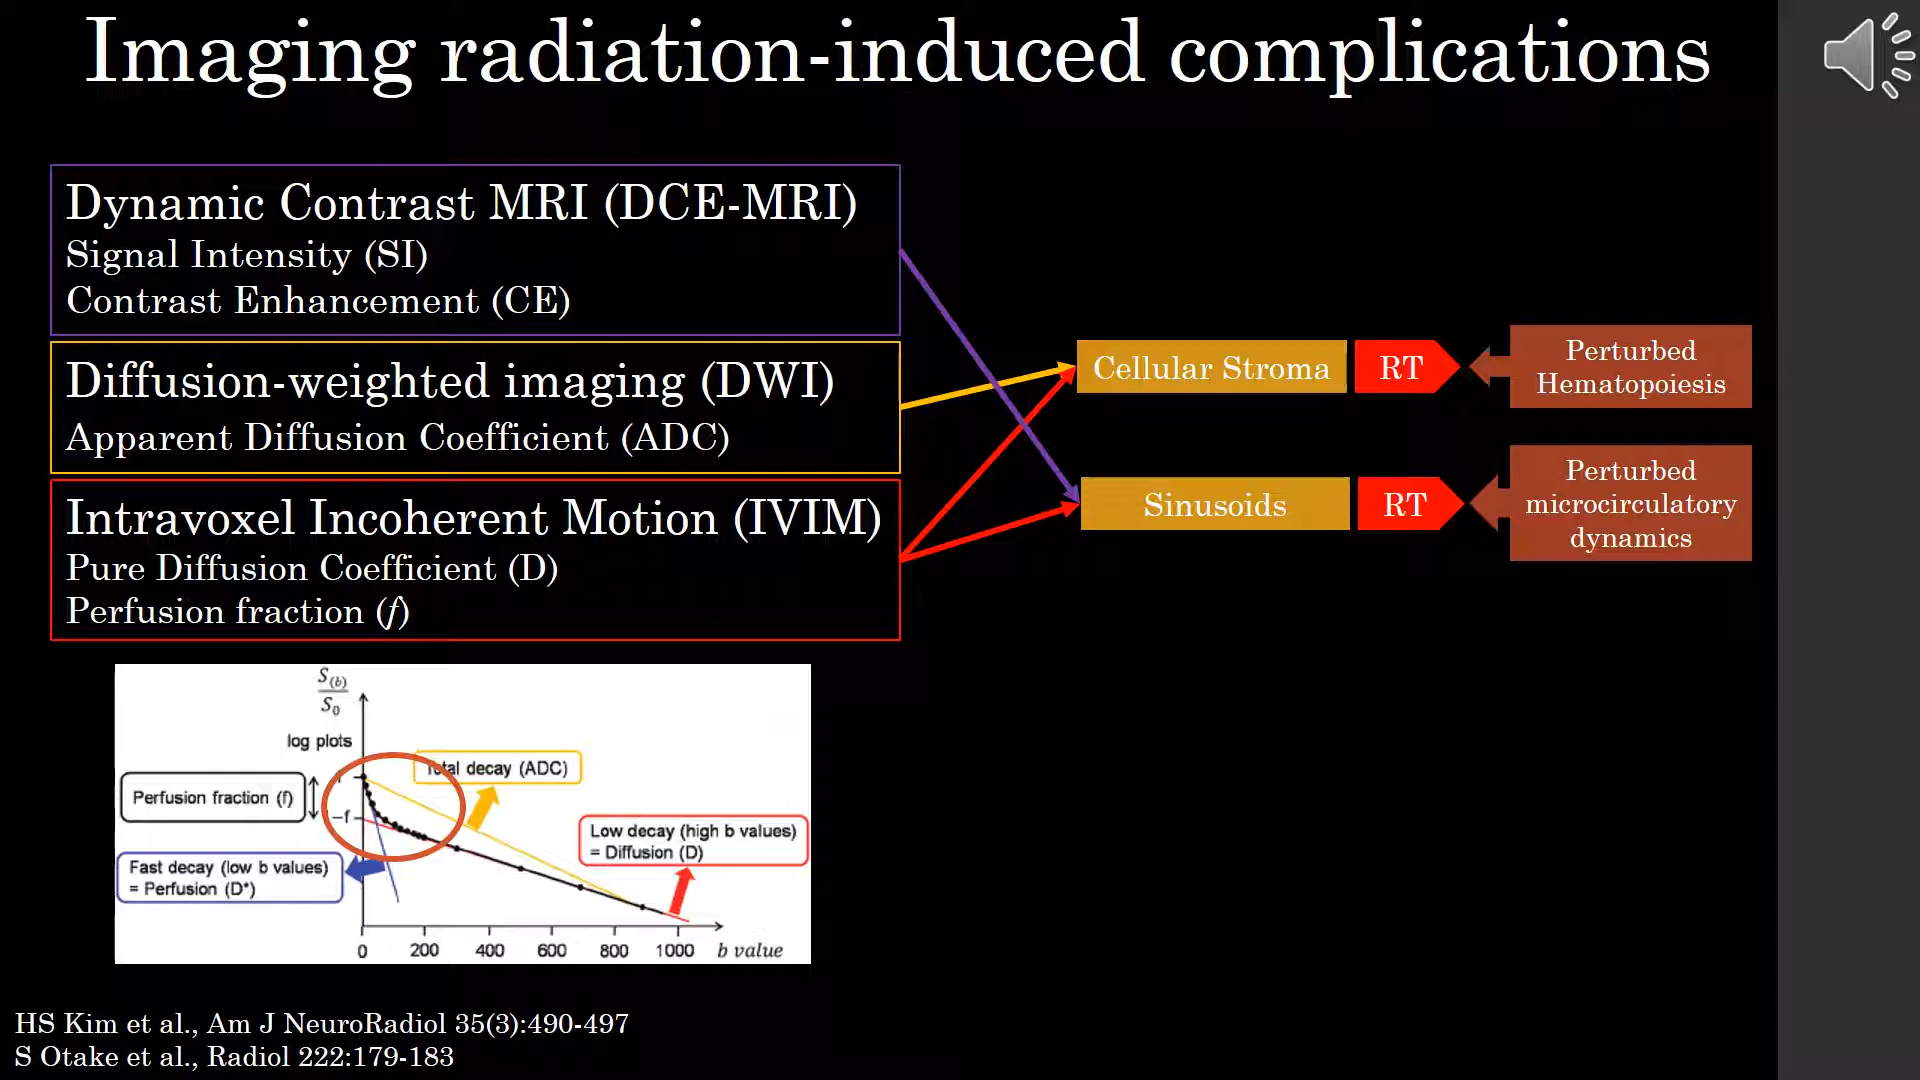 Imaging radiation-induced complications
Dynamic Contrast MRI (DCE-MRI)
Signal Intensity (SI)
Contrast Enhancement (CE)
Diffusion-weighted imaging (DWI)
Apparent Diffusion Coefficient (ADC)
Intravoxel Incoherent Motion (IVIM)
Pure Diffusion Coefficient (D)
Perfusion fraction (f)
Cellular Stroma
RT
Perturbed
Hematopoiesis
Sinusoids
RT
Perturbed
microcirculatory
dynamics
S(b)
S0
log plots
Total decay (ADC)
Perfusion fraction (f)
–f
Low decay (high b values)
= Diffusion (D)
Fast decay (low b values)
= Perfusion (D*)
0 200 400 600 800 1000 b value
HS Kim et al., Am J NeuroRadiol 35(3):490-497
S Otake et al., Radiol 222:179-183